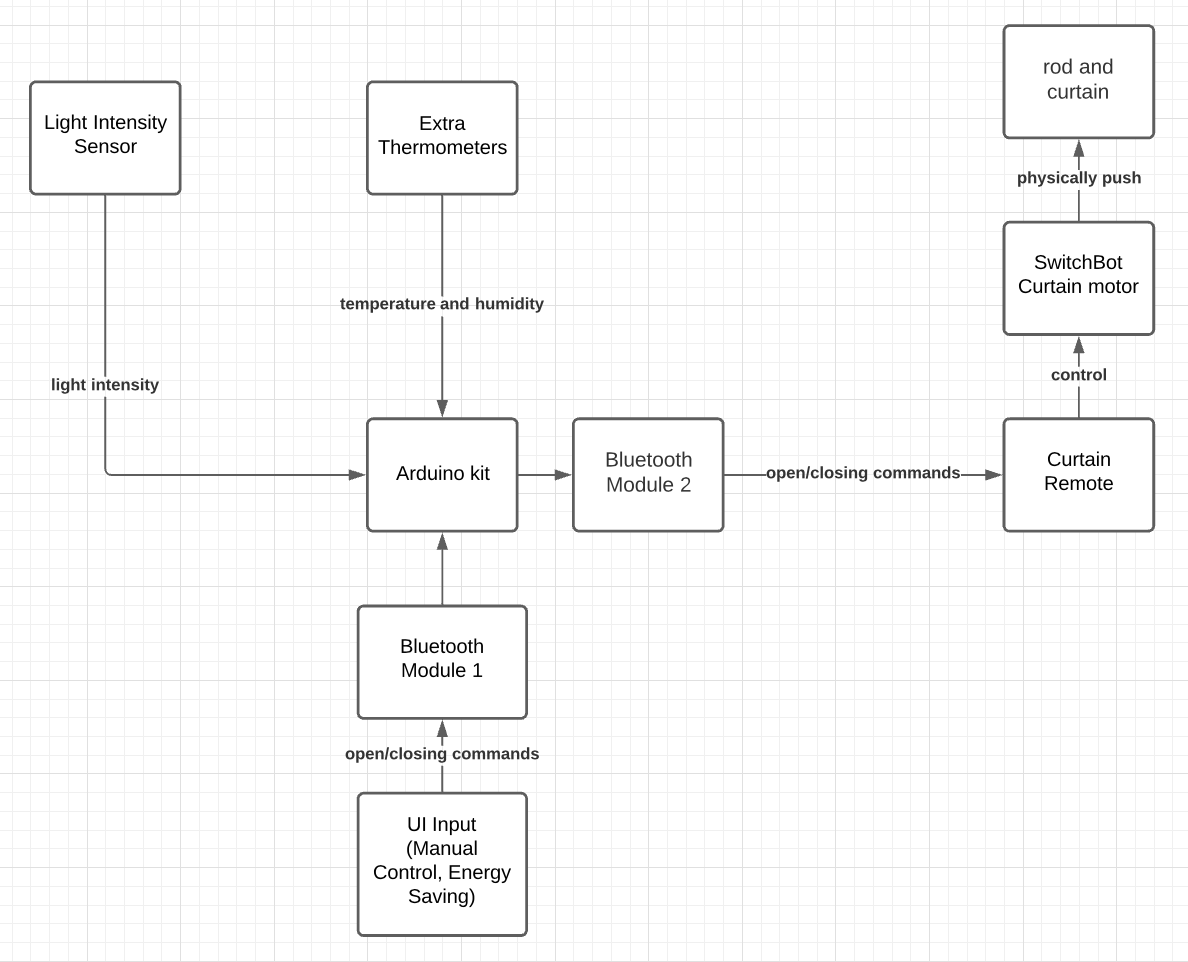 rod and
curtain
Light Intensity
Sensor
Extra
Thermometers
physically push
SwitchBot
Curtain motor
temperature and humidity
control
light intensity
Arduino kit
Bluetooth
Module 2
open/closing commands
Curtain
Remote
Bluetooth
Module 1
open/closing commands
UI Input
(Manual
Control, Energy
Saving)